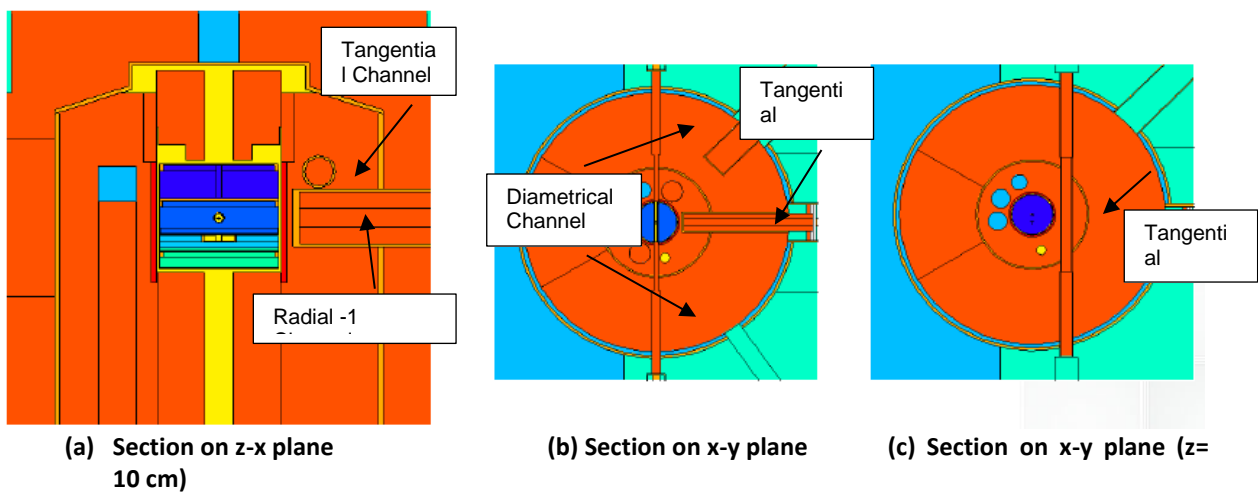 Tangentia
l Channel
Radial -1
Tangenti
al
Diametrical
Channel
Tangenti
al
(a) Section on z-x plane
10 cm)
(b) Section on x-y plane
(c) Section on x-y plane (z=